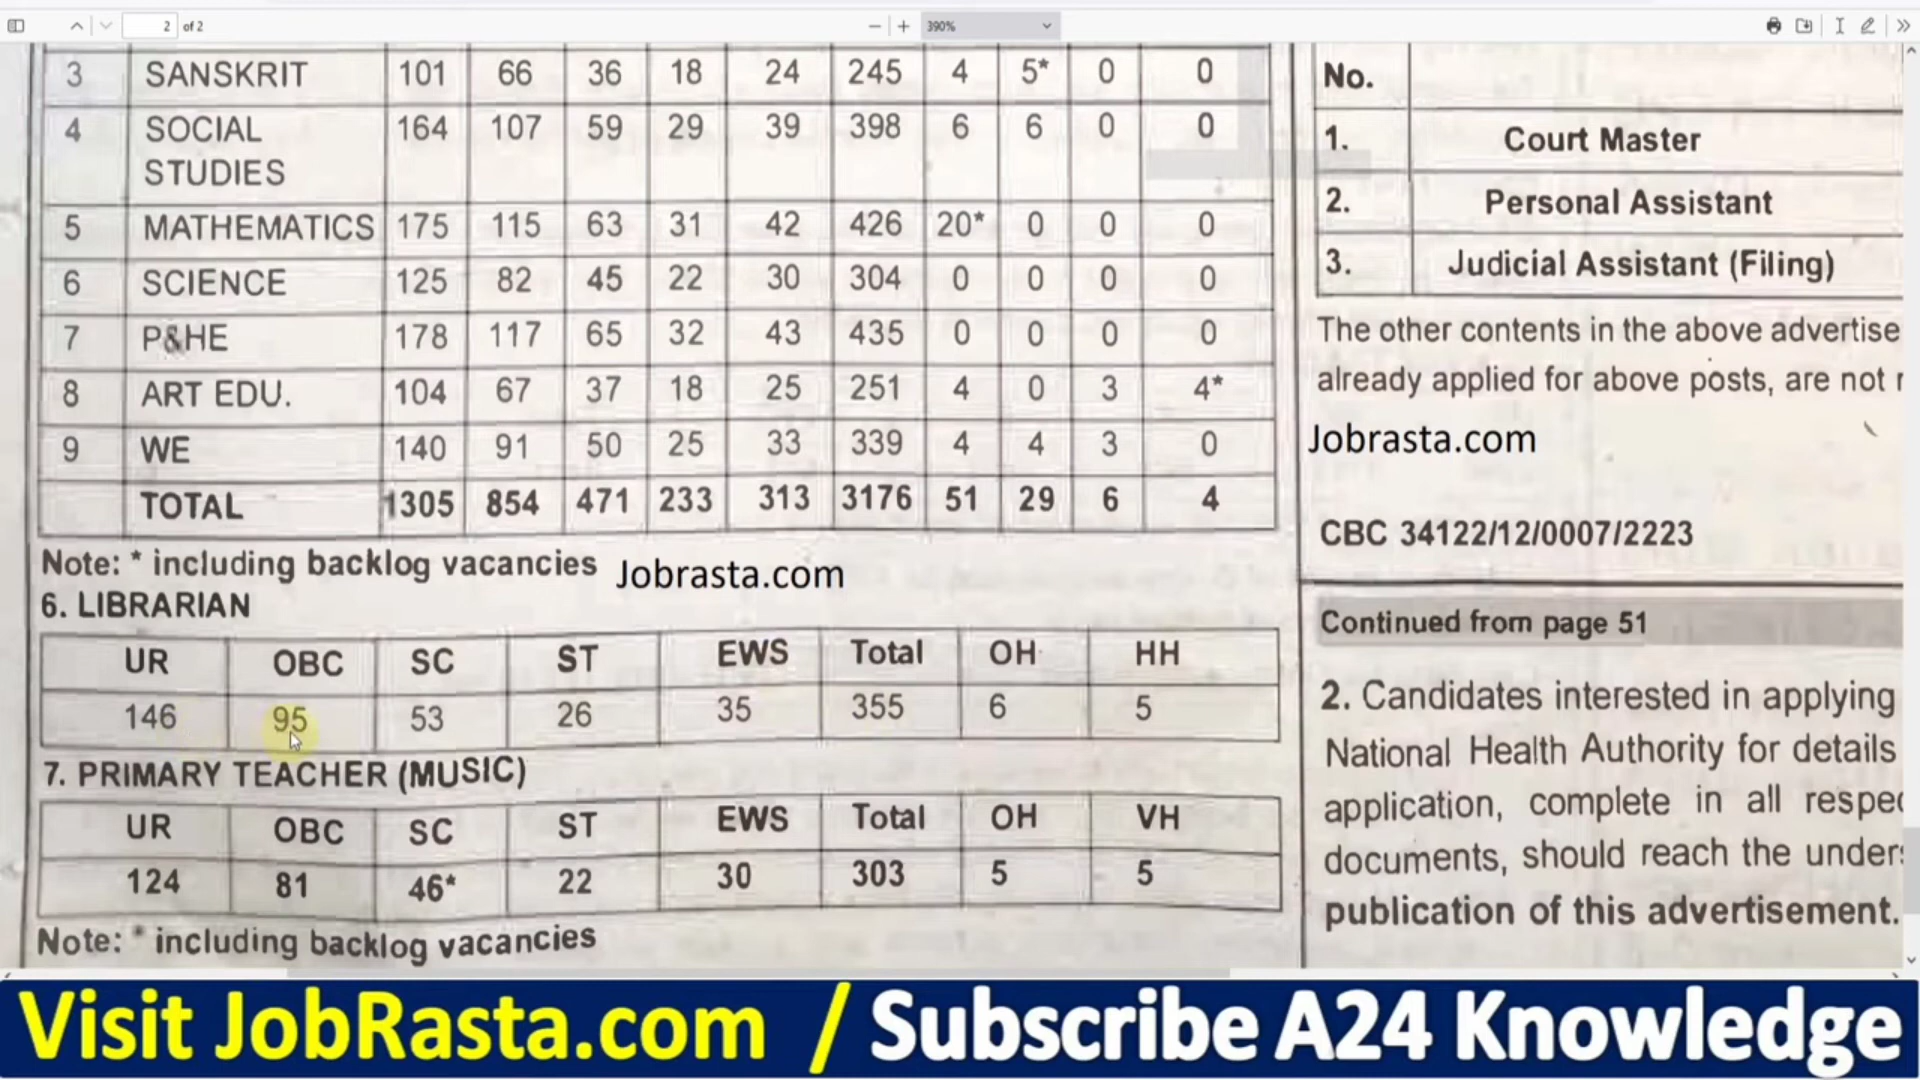 2 of 2
390%
3 SANSKRIT 101 66 36 18 24 245 4 5* 0 0
4 SOCIAL STUDIES 164 107 59 29 39 398 6 6 0 0
5 MATHEMATICS 175 115 63 31 42 426 20* 0 0 0
6 SCIENCE 125 82 45 22 30 304 0 0 0 0
7 P&HE 178 117 65 32 43 435 0 0 0 0
8 ART EDU. 104 67 37 18 25 251 4 0 3 4*
9 WE 140 91 50 25 33 339 4 4 3 0
TOTAL 1305 854 471 233 313 3176 51 29 6 4
Note: * including backlog vacancies
Jobrasta.com
6. LIBRARIAN
UR OBC SC ST EWS Total OH HH
146 95 53 26 35 355 6 5
7. PRIMARY TEACHER (MUSIC)
UR OBC SC ST EWS Total OH VH
124 81 46* 22 30 303 5 5
Note: * including backlog vacancies
No.
1. Court Master
2. Personal Assistant
3. Judicial Assistant (Filing)
The other contents in the above advertise
already applied for above posts, are not
Jobrasta.com
CBC 34122/12/0007/2223
Continued from page 51
2. Candidates interested in applying
National Health Authority for details
application, complete in all respec
documents, should reach the under
publication of this advertisement.
Visit JobRasta.com / Subscribe A24 Knowledge